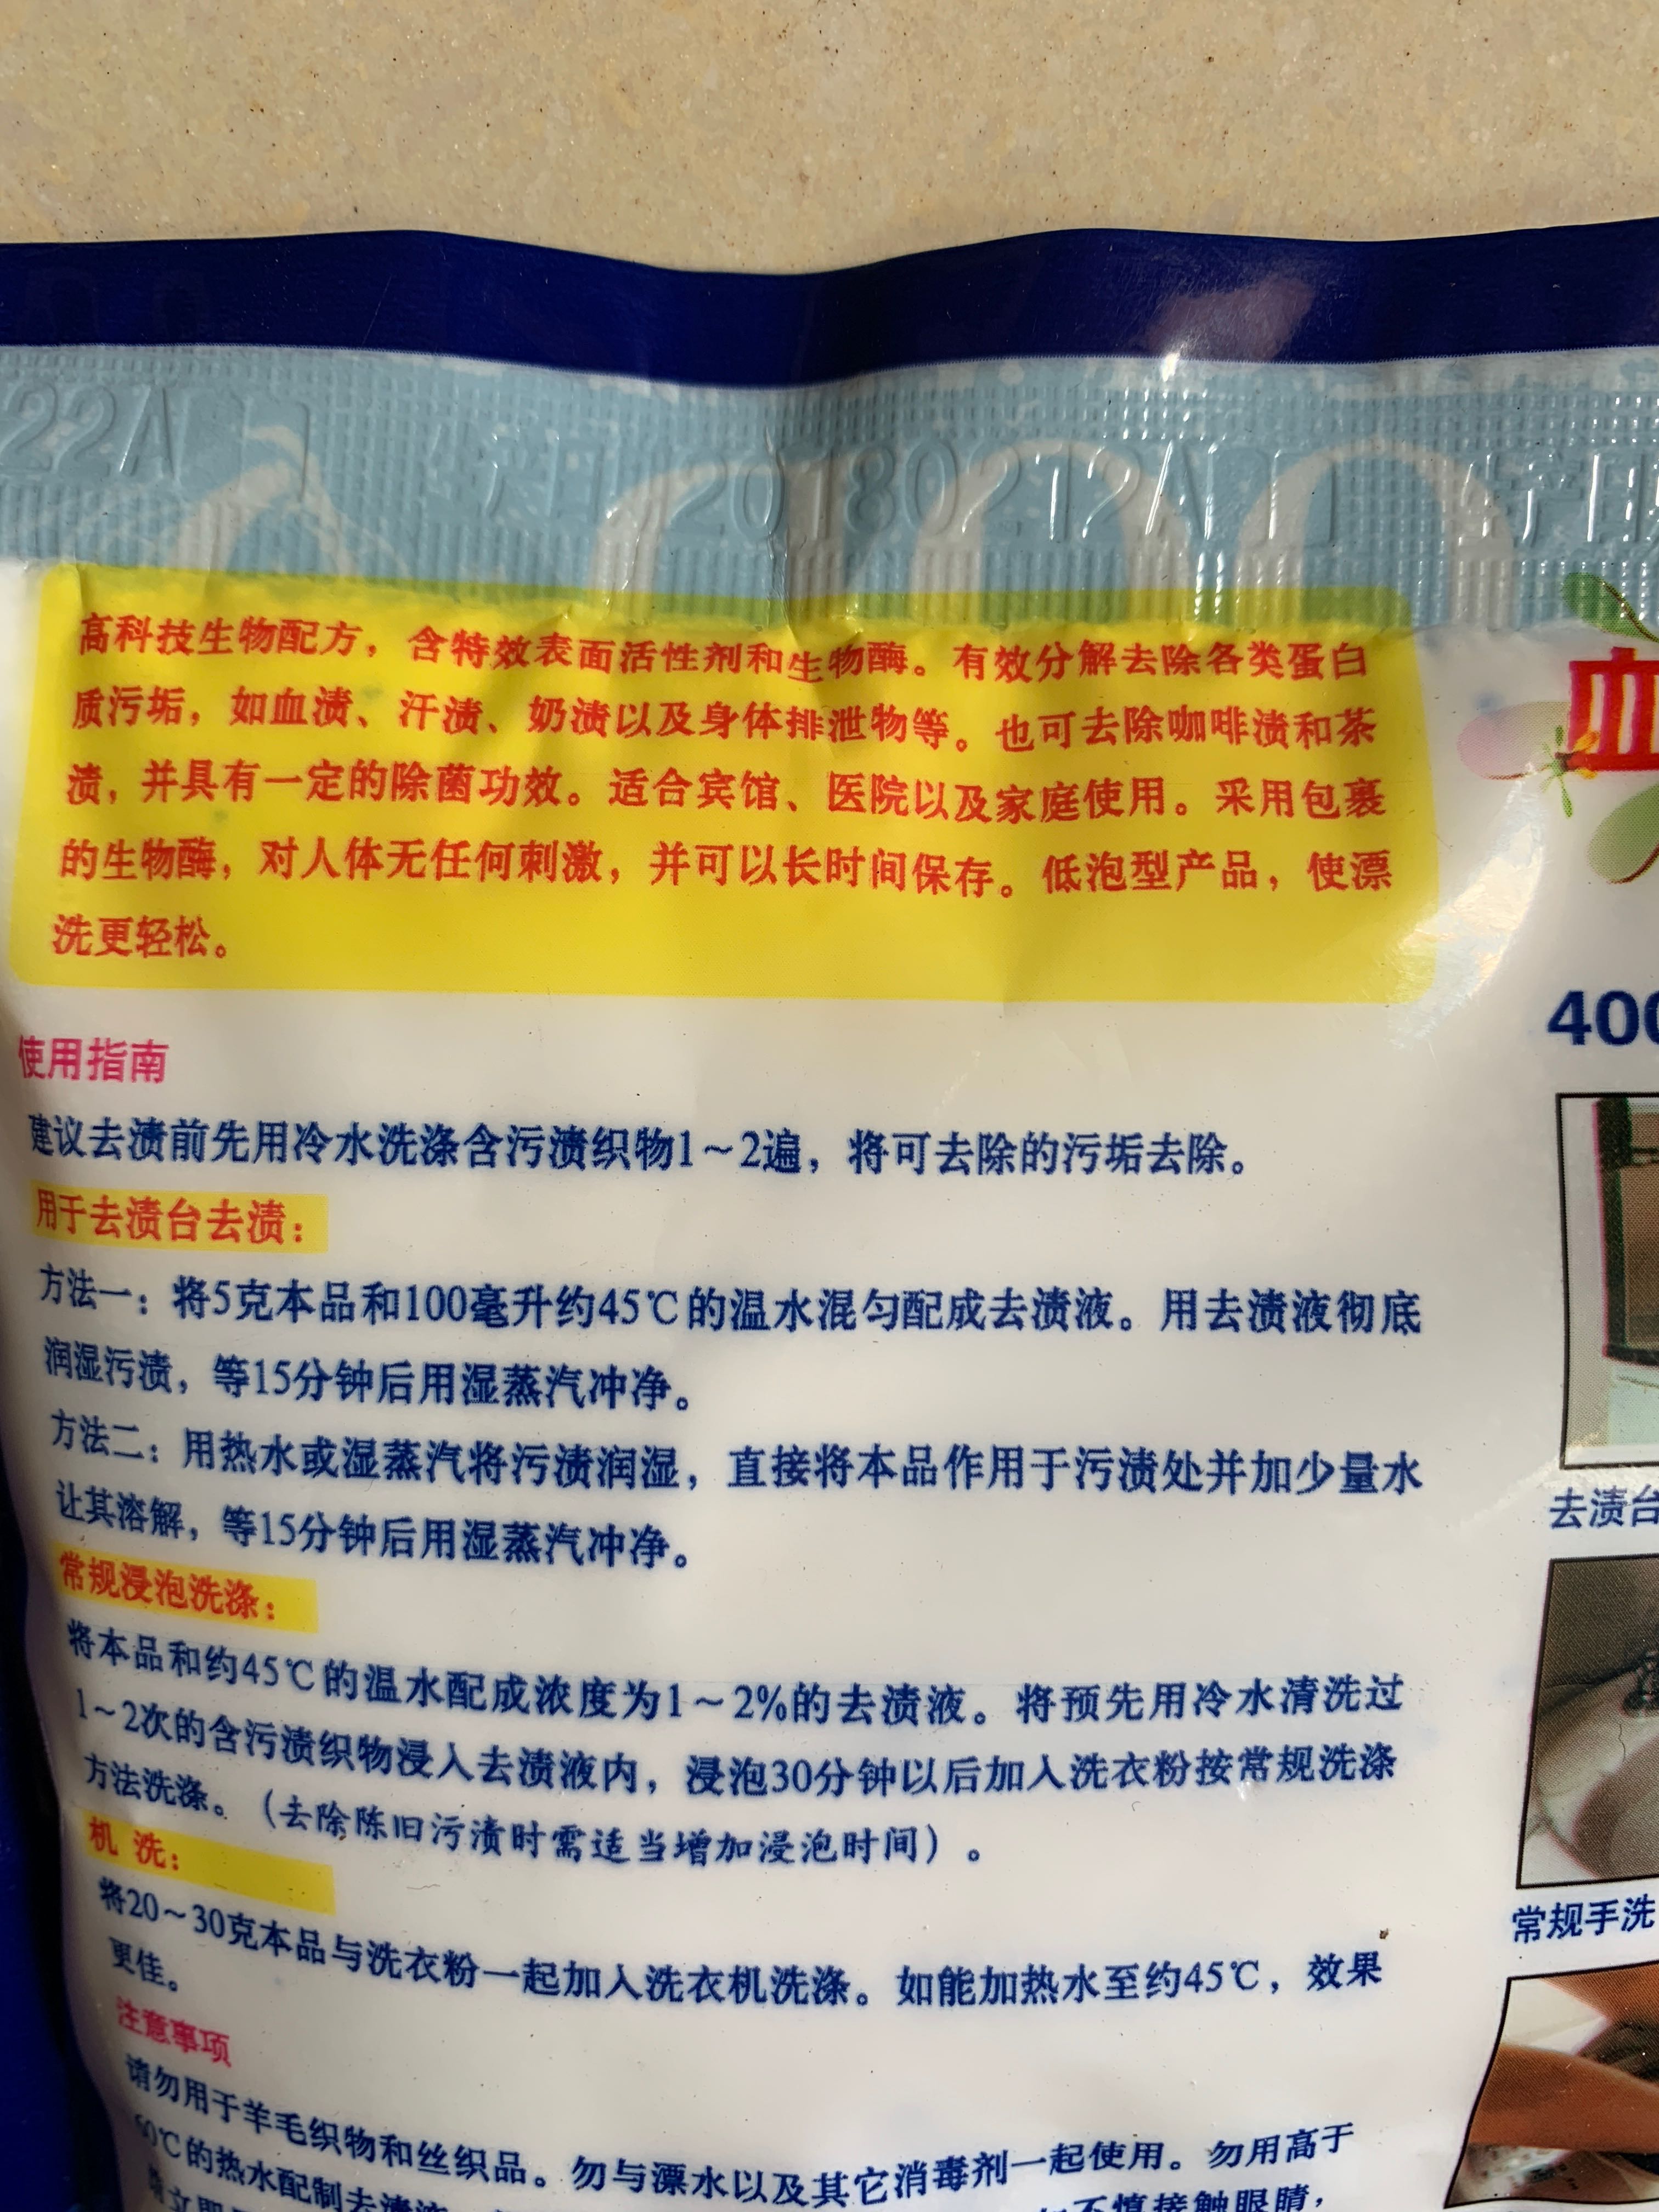 22A
20180212A
高科技生物配方，含特效表面活性剂和生物酶。有效分解去除各类蛋白
质污垢，如血渍、汗渍、奶渍以及身体排泄物等。也可去除咖啡渍和茶
渍，并具有一定的除菌功效。适合宾馆、医院以及家庭使用。采用包裹
的生物酶，对人体无任何刺激，并可以长时间保存。低泡型产品，使漂
洗更轻松。
血
400
使用指南
建议去渍前先用冷水洗涤含污渍织物1～2遍，将可去除的污垢去除。
用于去渍台去渍：
方法一：将5克本品和100毫升约45℃的温水混匀配成去渍液。用去渍液彻底
润湿污渍，等15分钟后用湿蒸汽冲净。
方法二：用热水或湿蒸汽将污渍润湿，直接将本品作用于污渍处并加少量水
让其溶解，等15分钟后用湿蒸汽冲净。
去渍台
常规浸泡洗涤：
将本品和约45℃的温水配成浓度为1～2%的去渍液。将预先用冷水清洗过
1～2次的含污渍织物浸入去渍液内，浸泡30分钟以后加入洗衣粉按常规洗涤
方法洗涤。（去除陈旧污渍时需适当增加浸泡时间）。
常规手洗
机 洗：
将20～30克本品与洗衣粉一起加入洗衣机洗涤。如能加热水至约45℃，效果
更佳。
注意事项
请勿用于羊毛织物和丝织品。勿与漂水以及其它消毒剂一起使用。勿用高于
60℃的热水配制去渍液
不慎接触眼睛，